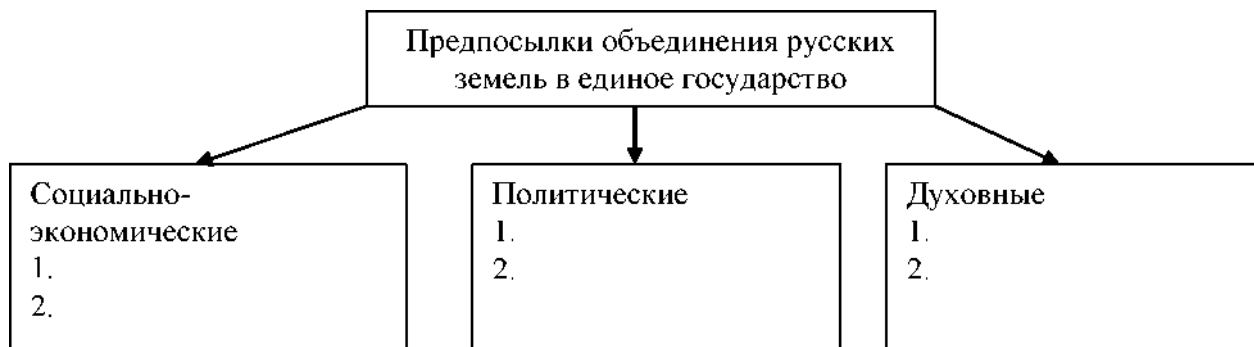 Предпосылки объединения русских
земель в единое государство
Социально-
экономические
1.
2.
Политические
1.
2.
Духовные
1.
2.